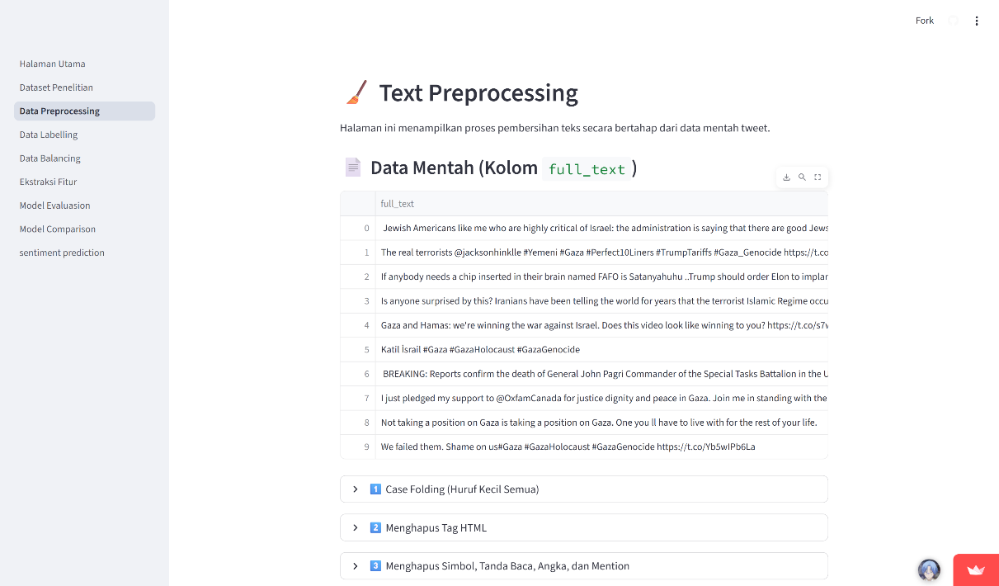 Fork
Halaman Utama
Dataset Penelitian
Data Preprocessing
Data Labelling
Data Balancing
Ekstraksi Fitur
Model Evaluasion
Model Comparison
sentiment prediction
Text Preprocessing
Halaman ini menampilkan proses pembersihan teks secara bertahap dari data mentah tweet.
Data Mentah (Kolom full_text)
full_text
0 Jewish Americans like me who are highly critical of Israel: the administration is saying that there are good Jews
1 The real terrorists @jacksonhinklle #Yemeni #Gaza #Perfect10Liners #TrumpTariffs #Gaza_Genocide https://t.co
2 If anybody needs a chip inserted in their brain named FAFO is Satanyahuhu ..Trump should order Elon to implan
3 Is anyone surprised by this? Iranians have been telling the world for years that the terrorist Islamic Regime occu
4 Gaza and Hamas: we're winning the war against Israel. Does this video look like winning to you? https://t.co/s7w
5 Katil İsrail #Gaza #GazaHolocaust #GazaGenocide
6 BREAKING: Reports confirm the death of General John Pagri Commander of the Special Tasks Battalion in the U
7 I just pledged my support to @OxfamCanada for justice dignity and peace in Gaza. Join me in standing with the
8 Not taking a position on Gaza is taking a position on Gaza. One you ll have to live with for the rest of your life.
9 We failed them. Shame on us#Gaza #GazaHolocaust #GazaGenocide https://t.co/Yb5wIPb6La
1 Case Folding (Huruf Kecil Semua)
2 Menghapus Tag HTML
3 Menghapus Simbol, Tanda Baca, Angka, dan Mention